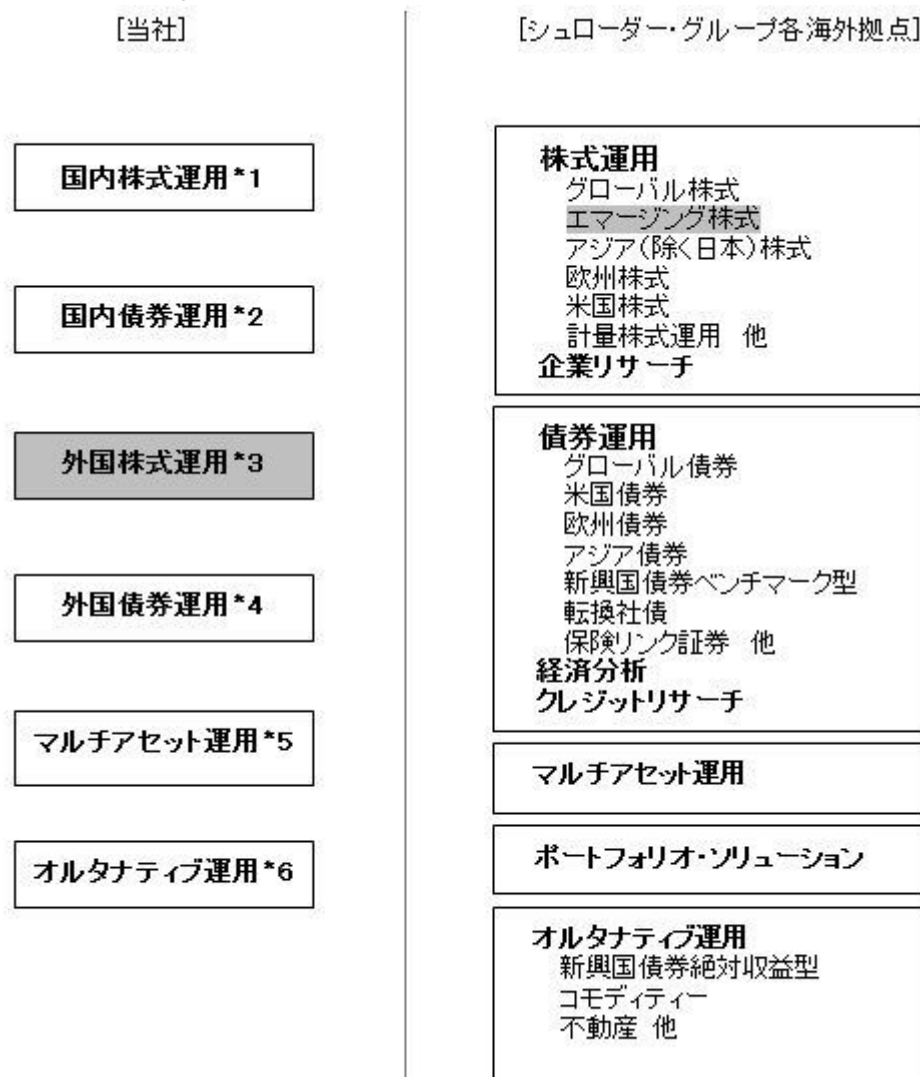 [当社]
国内株式運用*1
国内債券運用*2
外国株式運用*3
外国債券運用*4
マルチアセット運用*5
オルタナティブ運用*6
[シュローダー・グループ各海外拠点]
株式運用
グローバル株式
エマージング株式
アジア(除く日本)株式
欧州株式
米国株式
計量株式運用 他
企業リサーチ
債券運用
グローバル債券
米国債券
欧州債券
アジア債券
新興国債券ベンチマーク型
転換社債
保険リンク証券 他
経済分析
クレジットリサーチ
マルチアセット運用
ポートフォリオ・ソリューション
オルタナティブ運用
新興国債券絶対収益型
コモディティー
不動産 他